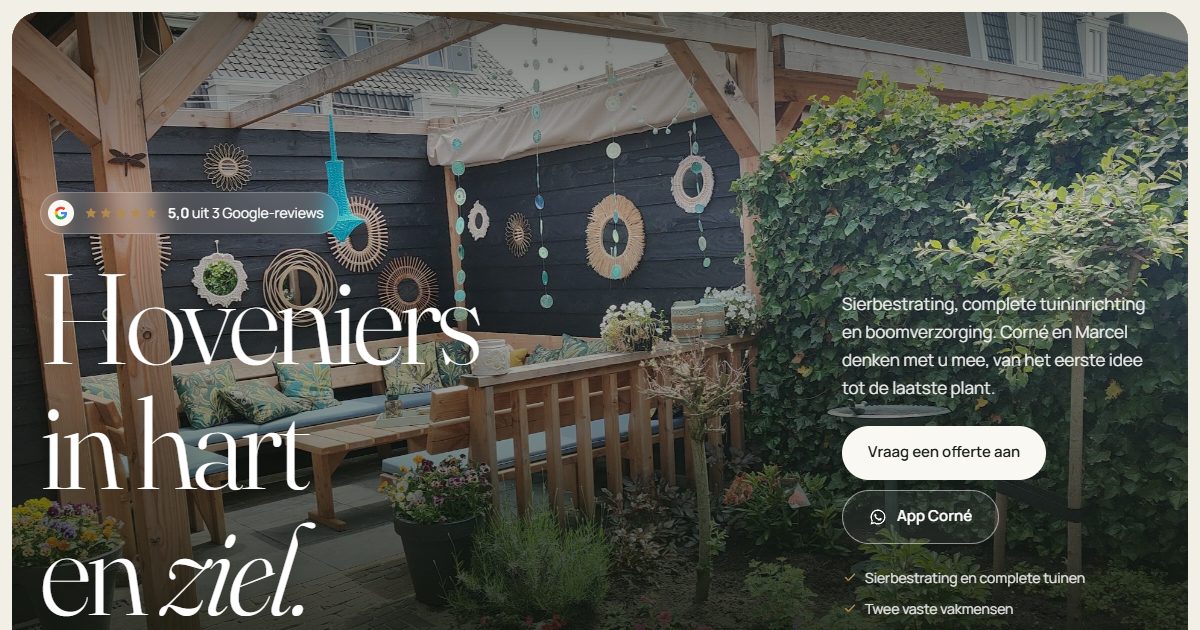 5,0 uit 3 Google-reviews
Hoveniers
in hart
en ziel.
Sierbestrating, complete tuininrichting
en boomverzorging. Corné en Marcel
denken met u mee, van het eerste idee
tot de laatste plant.
Vraag een offerte aan
App Corné
Sierbestrating en complete tuinen
Twee vaste vakmensen